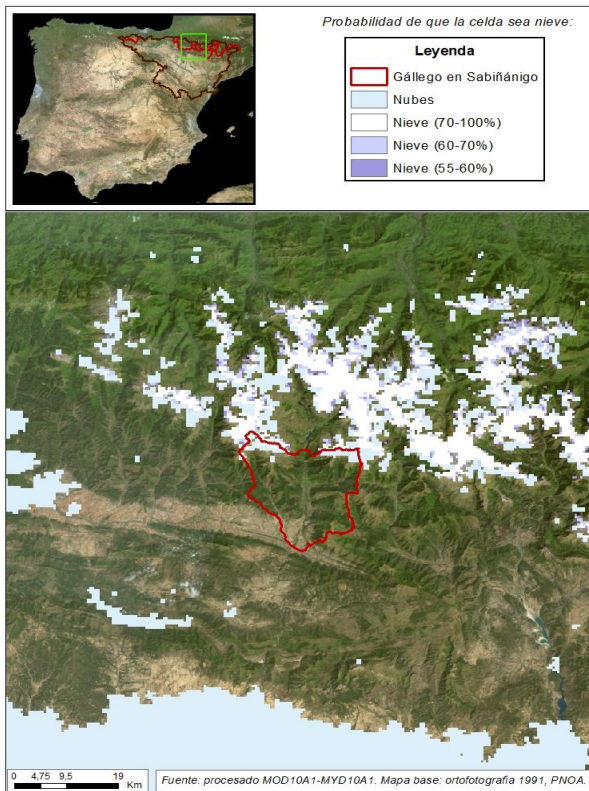 Probabilidad de que la celda sea nieve:
Leyenda
Gállego en Sabiñánigo
Nubes
Nieve (70-100%)
Nieve (60-70%)
Nieve (55-60%)
0 4,75 9,5 19
Km
Fuente: procesado MOD10A1-MYD10A1. Mapa base: ortofotografia 1991, PNOA.